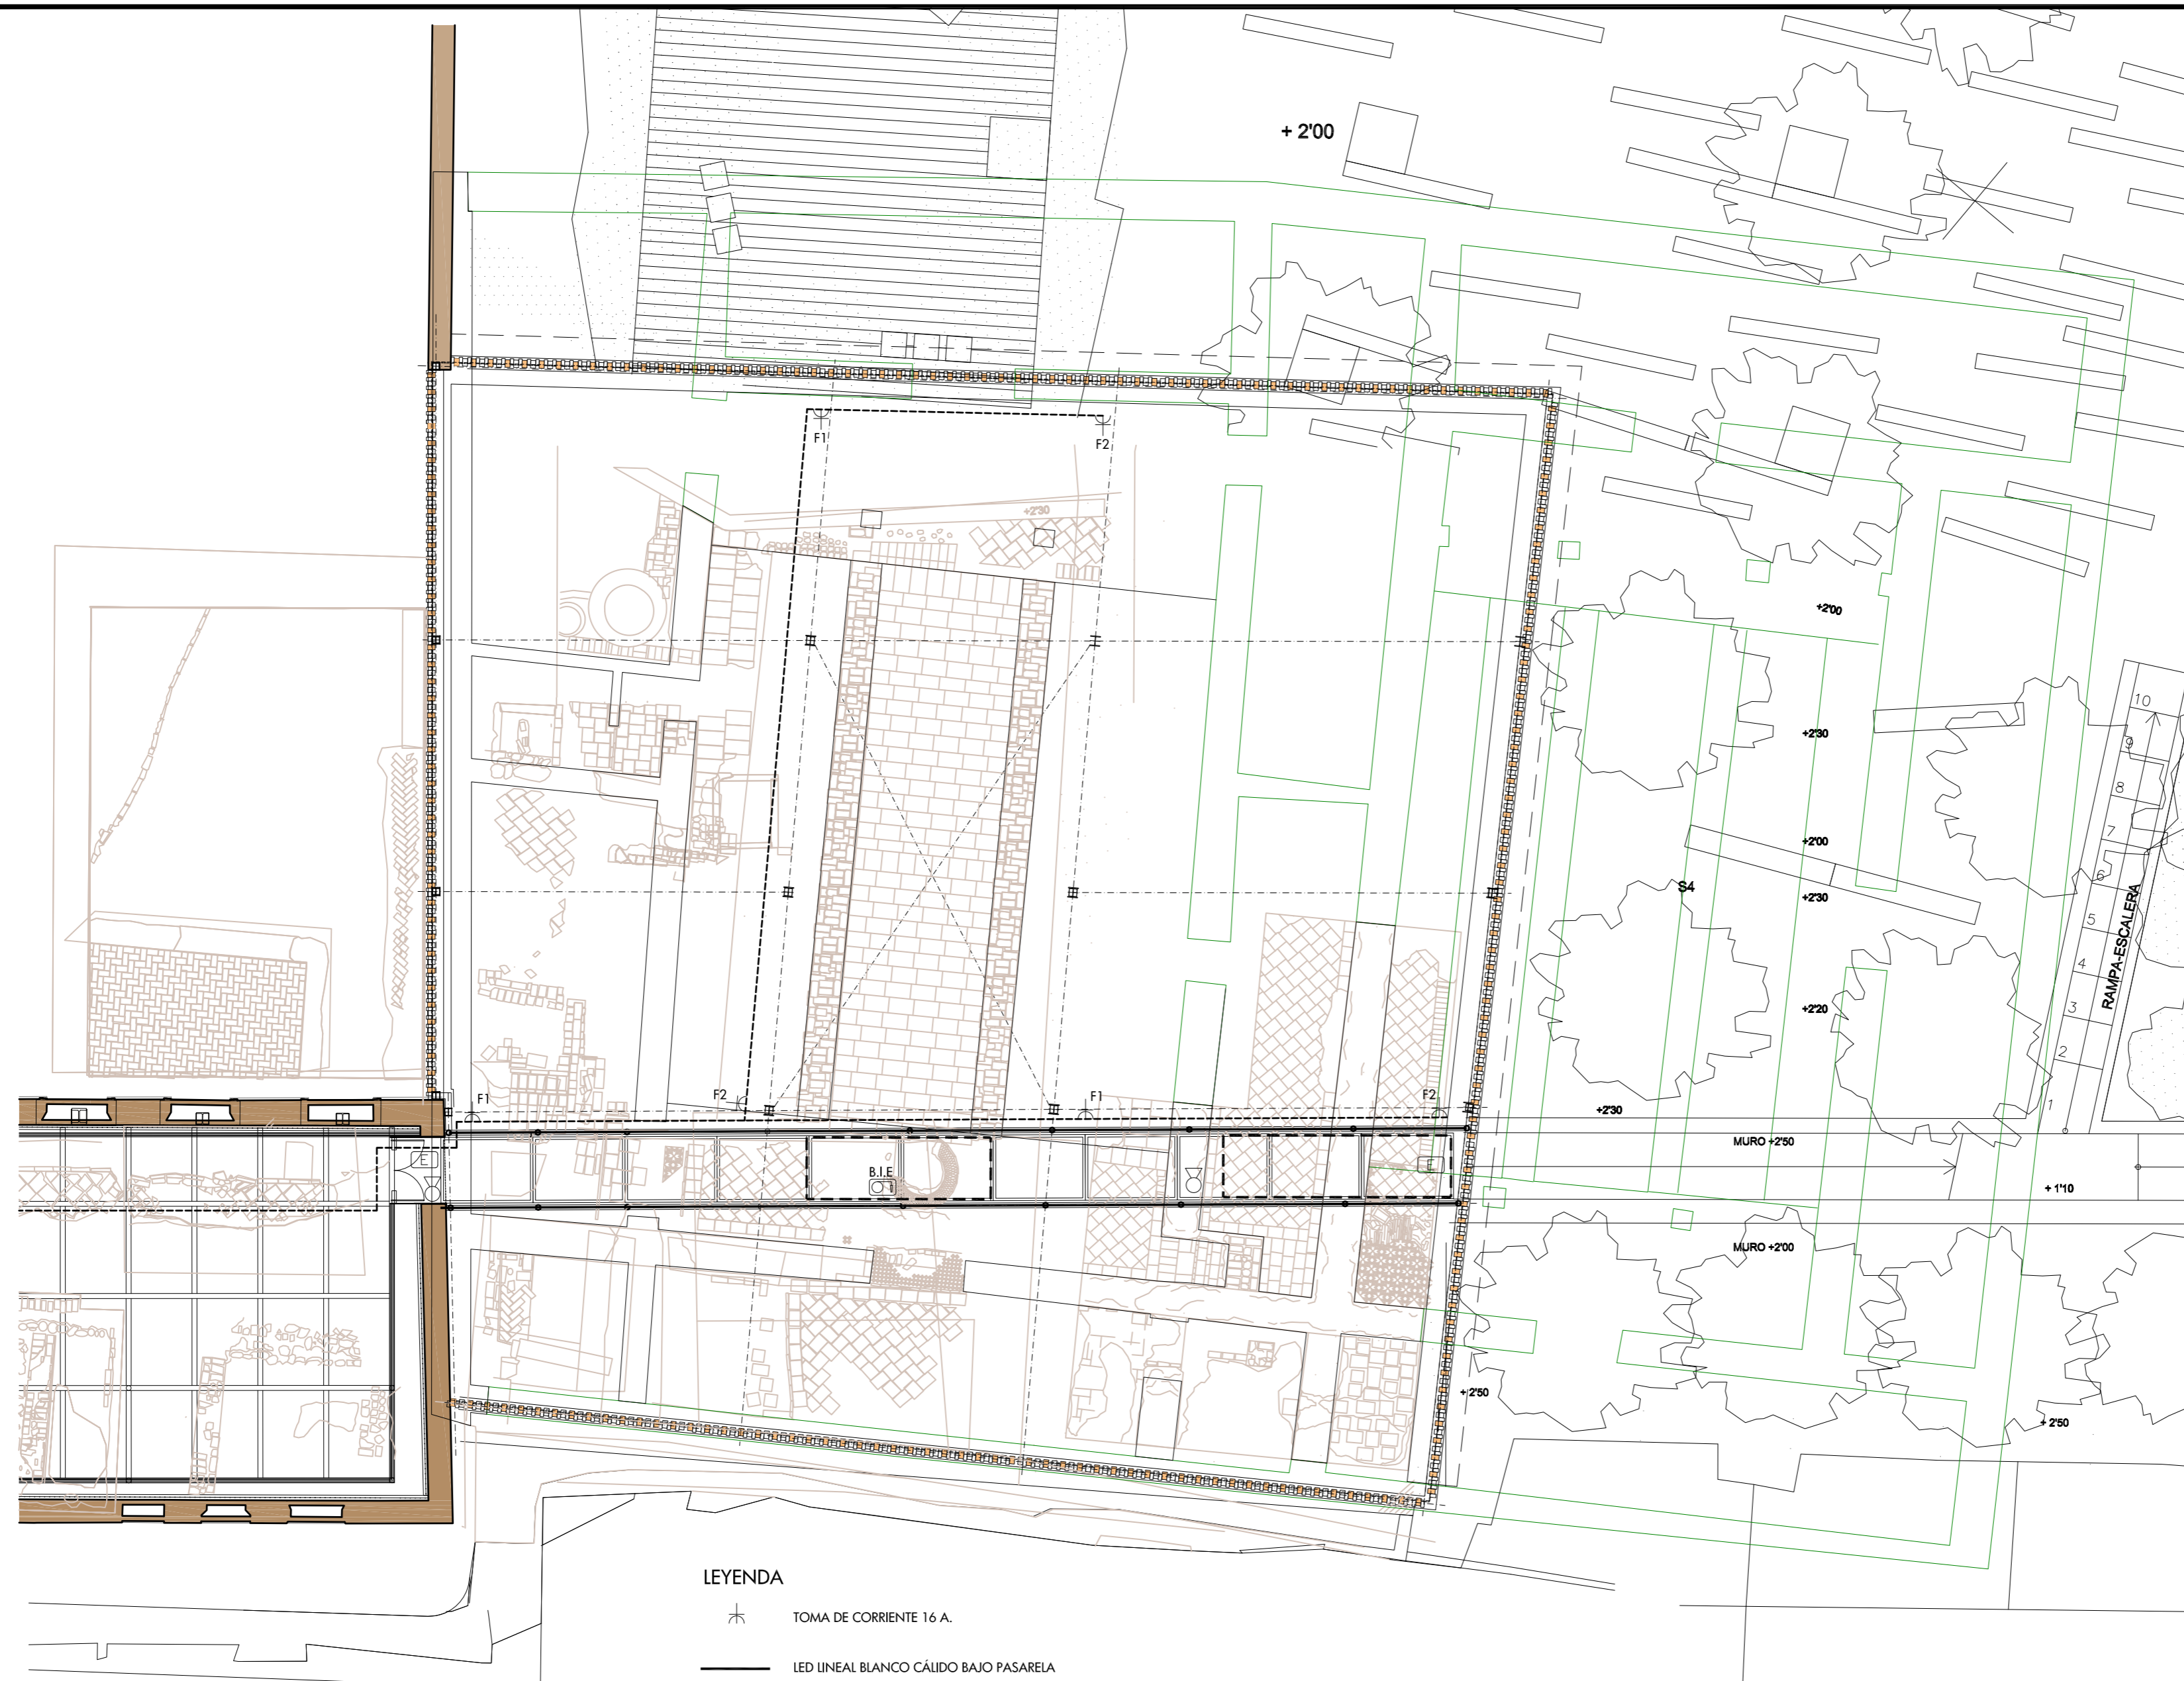 + 2'00
F1
F2
+2'30
+2'00
10
+2'30
9
8
+2'00
7
6
S4
+2'30
5
RAMPA-ESCALERA
4
+2'20
3
2
F1
F2
F1
F2
+2'30
1
MURO +2'50
E
E
B.I.E
+ 1'10
MURO +2'00
+ 2'50
+ 2'50
LEYENDA
TOMA DE CORRIENTE 16 A.
LED LINEAL BLANCO CÁLIDO BAJO PASARELA